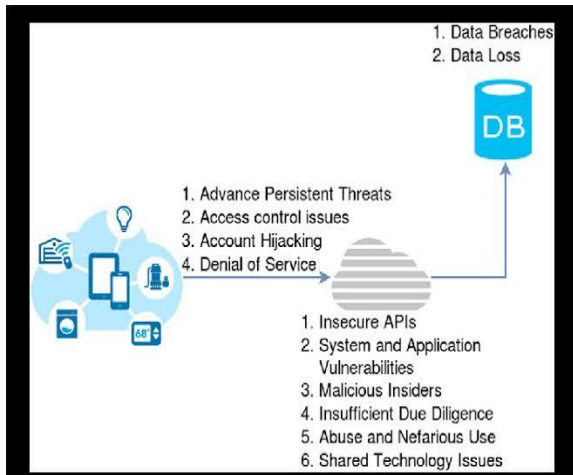 1. Data Breaches
2. Data Loss
DB
1. Advance Persistent Threats
2. Access control issues
3. Account Hijacking
4. Denial of Service
68°
1. Insecure APIs
2. System and Application
Vulnerabilities
3. Malicious Insiders
4. Insufficient Due Diligence
5. Abuse and Nefarious Use
6. Shared Technology Issues